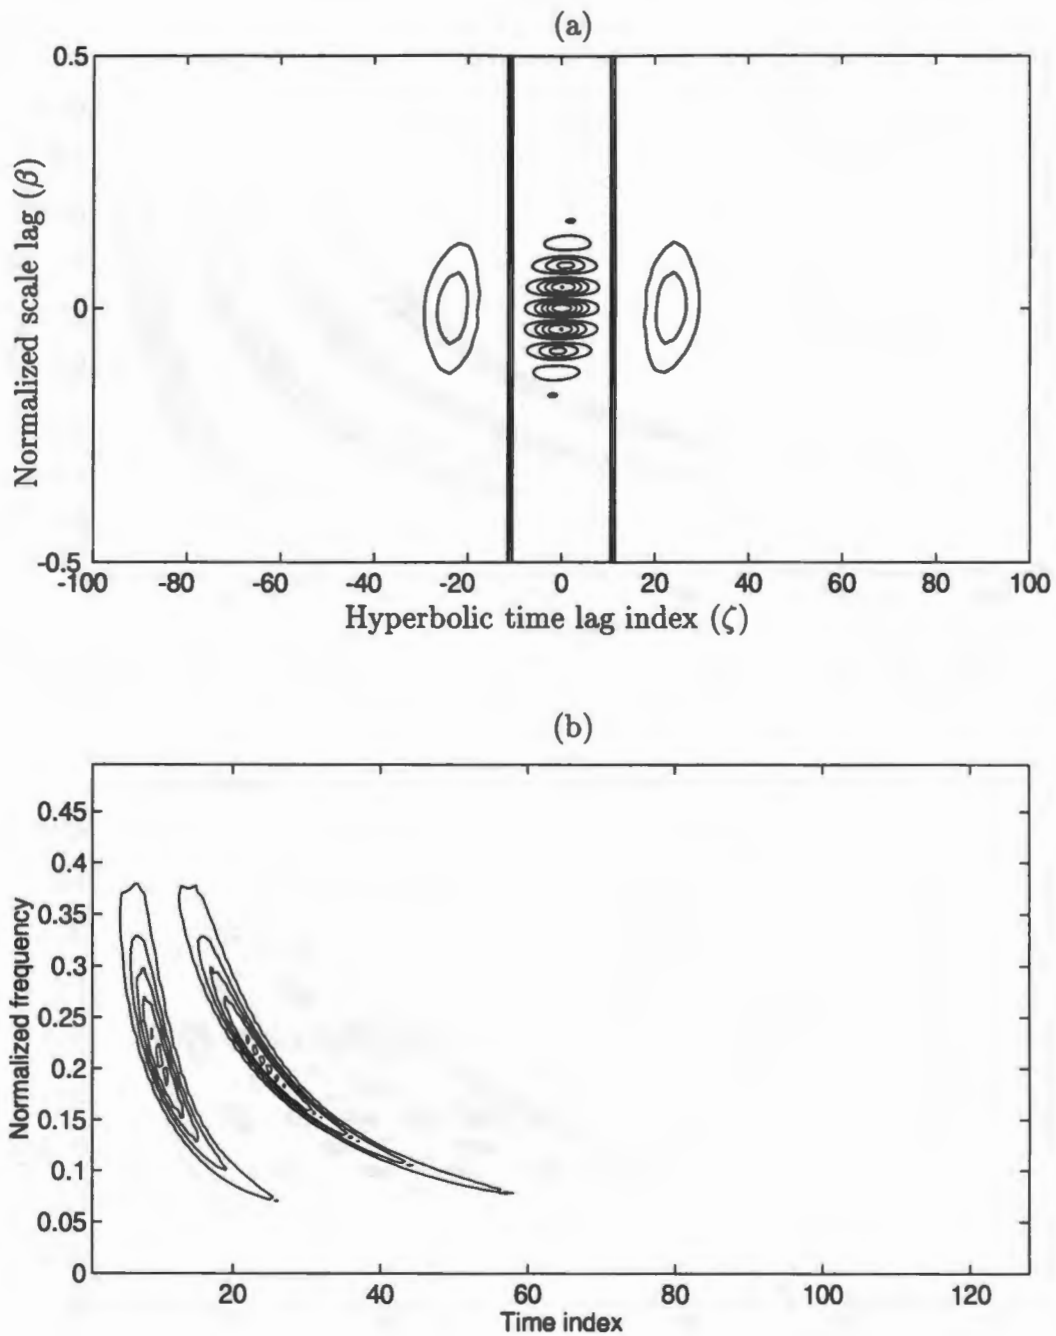 (a)
Normalized scale lag (β)
0.5
0
-0.5
-100 -80 -60 -40 -20 0 20 40 60 80 100
Hyperbolic time lag index (ζ)
(b)
Normalized frequency
0.45
0.4
0.35
0.3
0.25
0.2
0.15
0.1
0.05
0
20 40 60 80 100 120
Time index